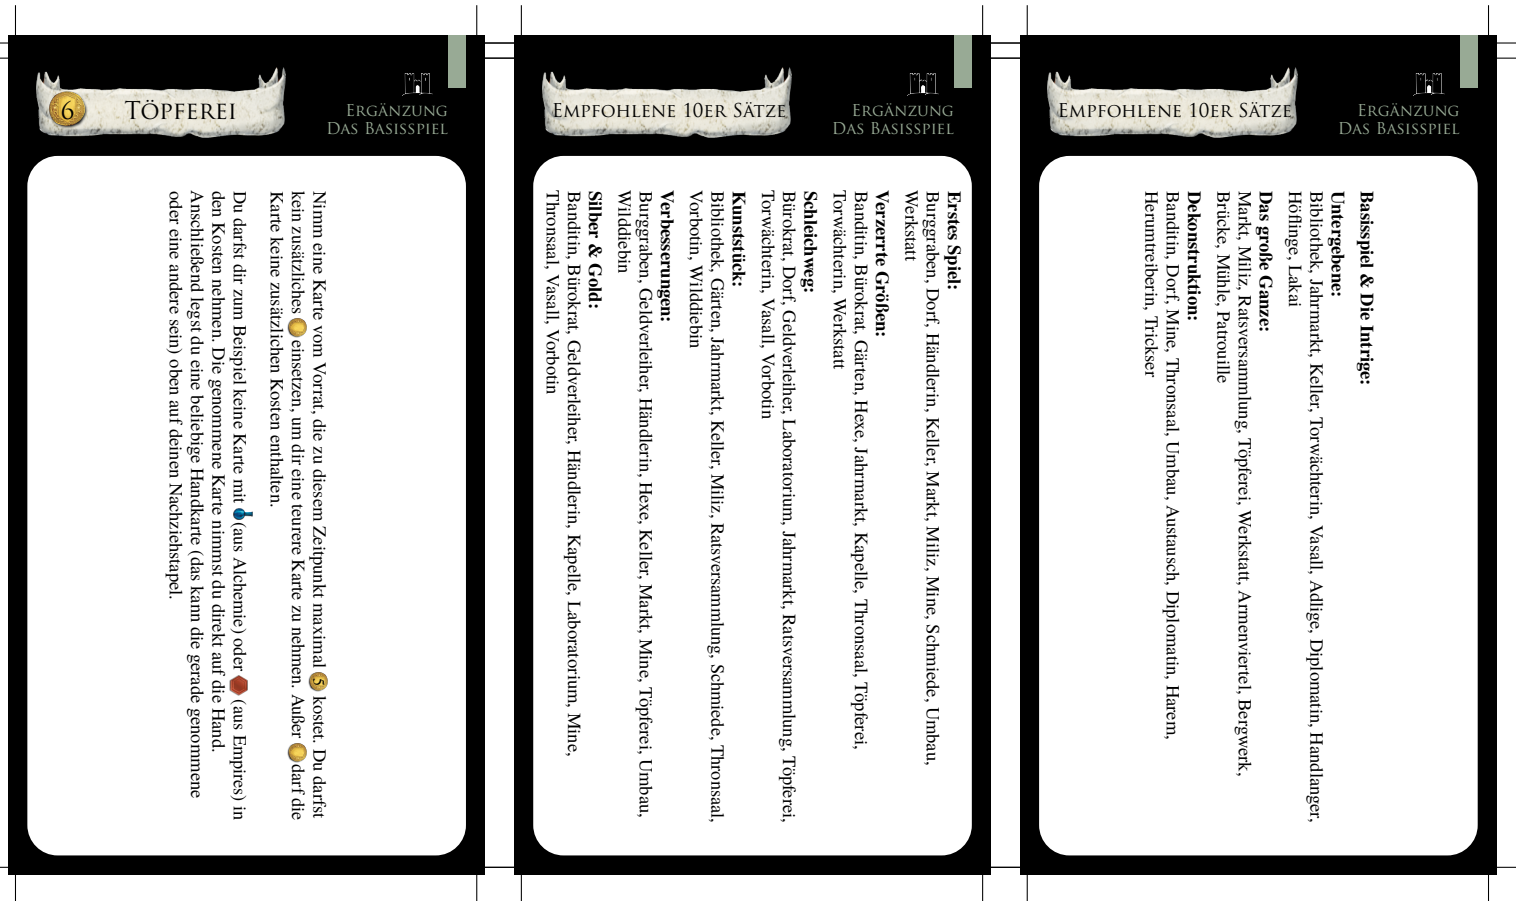 6
TÖPFEREI
ERGÄNZUNG
DAS BASISSPIEL
Nimm eine Karte vom Vorrat, die zu diesem Zeitpunkt maximal 5 kostet. Du darfst
kein zusätzliches einsetzen, um dir eine teurere Karte zu nehmen. Außer darf die
Karte keine zusätzlichen Kosten enthalten.
Du darfst dir zum Beispiel keine Karte mit (aus Alchemie) oder (aus Empires) in
den Kosten nehmen. Die genommene Karte nimmst du direkt auf die Hand.
Anschließend legst du eine beliebige Handkarte (das kann die gerade genommene
oder eine andere sein) oben auf deinen Nachziehstapel.
EMPFOHLENE 10ER SÄTZE
ERGÄNZUNG
DAS BASISSPIEL
Erstes Spiel:
Burggraben, Dorf, Händlerin, Keller, Markt, Miliz, Mine, Schmiede, Umbau,
Werkstatt
Verzerrte Größen:
Banditin, Bürokrat, Gärten, Hexe, Jahrmarkt, Kapelle, Thronsaal, Töpferei,
Torwächterin, Werkstatt
Schleichweg:
Bürokrat, Dorf, Geldverleiher, Laboratorium, Jahrmarkt, Ratsversammlung, Töpferei,
Torwächterin, Vasall, Vorbotin
Kunststück:
Bibliothek, Gärten, Jahrmarkt, Keller, Miliz, Ratsversammlung, Schmiede, Thronsaal,
Vorbotin, Wilddiebin
Verbesserungen:
Burggraben, Geldverleiher, Händlerin, Hexe, Keller, Markt, Mine, Töpferei, Umbau,
Wilddiebin
Silber & Gold:
Banditin, Bürokrat, Geldverleiher, Händlerin, Kapelle, Laboratorium, Mine,
Thronsaal, Vasall, Vorbotin
EMPFOHLENE 10ER SÄTZE
ERGÄNZUNG
DAS BASISSPIEL
Basisspiel & Die Intrige:
Untergebene:
Bibliothek, Jahrmarkt, Keller, Torwächterin, Vasall, Adlige, Diplomatin, Handlanger,
Höflinge, Lakai
Das große Ganze:
Markt, Miliz, Ratsversammlung, Töpferei, Werkstatt, Armenviertel, Bergwerk,
Brücke, Mühle, Patrouille
Dekonstruktion:
Banditin, Dorf, Mine, Thronsaal, Umbau, Austausch, Diplomatin, Harem,
Herumtreiberin, Trickser